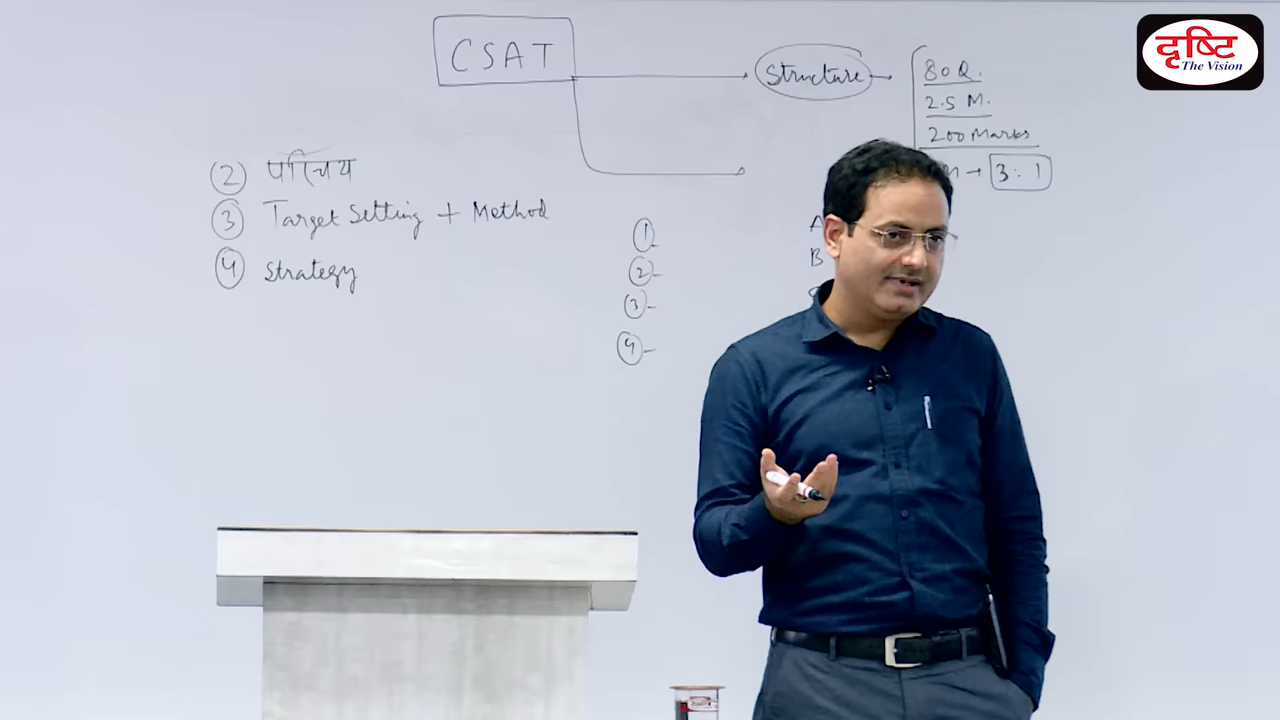 CSAT
Structure
80 Q.
2.5 M.
200 Marks
→ 3:1
② परिचय
③ Target Setting + Method
④ Strategy
①-
②-
③-
④-
A
B
दृष्टि
The Vision